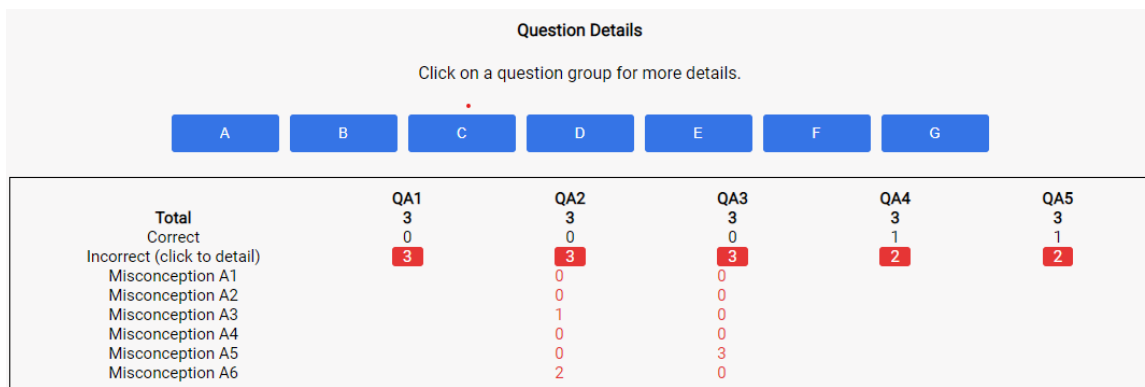 Question Details
Click on a question group for more details.
A B C D E F G
QA1 QA2 QA3 QA4 QA5
Total 3 3 3 3 3
Correct 0 0 0 1 1
Incorrect (click to detail) 3 3 3 2 2
Misconception A1 0 0
Misconception A2 0 0
Misconception A3 1 0
Misconception A4 0 0
Misconception A5 0 3
Misconception A6 2 0